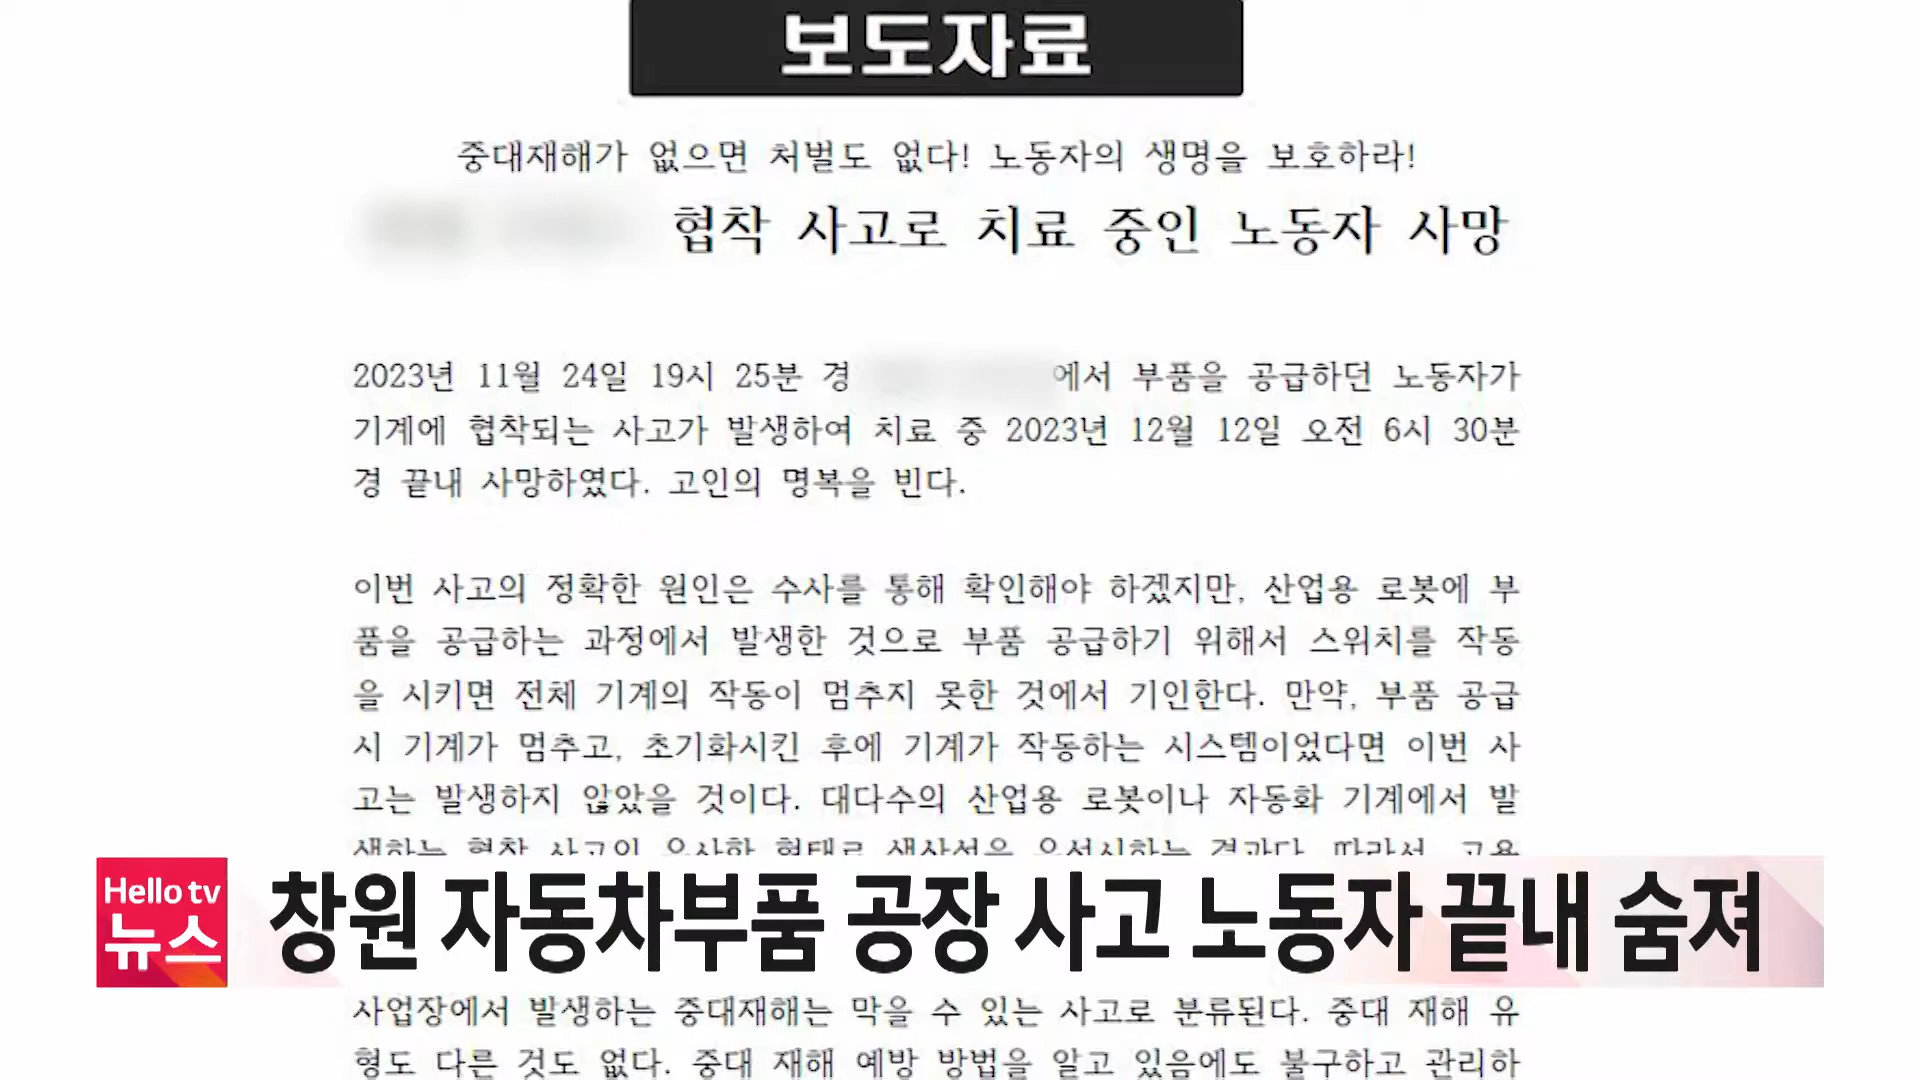 보도자료
중대재해가 없으면 처벌도 없다! 노동자의 생명을 보호하라!
협착 사고로 치료 중인 노동자 사망
2023년 11월 24일 19시 25분 경 에서 부품을 공급하던 노동자가
기계에 협착되는 사고가 발생하여 치료 중 2023년 12월 12일 오전 6시 30분
경 끝내 사망하였다. 고인의 명복을 빈다.
이번 사고의 정확한 원인은 수사를 통해 확인해야 하겠지만, 산업용 로봇에 부
품을 공급하는 과정에서 발생한 것으로 부품 공급하기 위해서 스위치를 작동
을 시키면 전체 기계의 작동이 멈추지 못한 것에서 기인한다. 만약, 부품 공급
시 기계가 멈추고, 초기화시킨 후에 기계가 작동하는 시스템이었다면 이번 사
고는 발생하지 않았을 것이다. 대다수의 산업용 로봇이나 자동화 기계에서 발
Hello tv
뉴스
창원 자동차부품 공장 사고 노동자 끝내 숨져
사업장에서 발생하는 중대재해는 막을 수 있는 사고로 분류된다. 중대 재해 유
형도 다른 것도 없다. 중대 재해 예방 방법을 알고 있음에도 불구하고 관리하